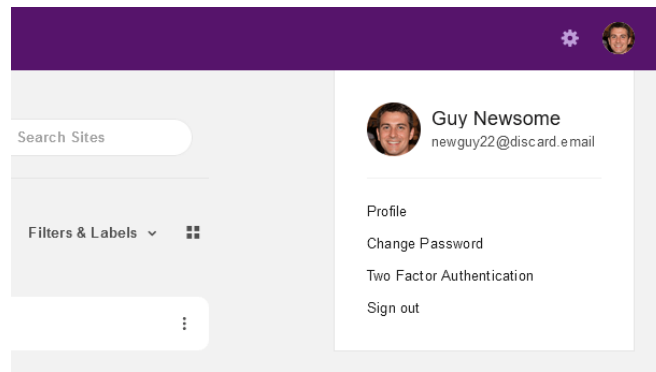 Guy Newsome
newguy22@discard.email
Search Sites
Profile
Filters & Labels
Change Password
Two Factor Authentication
Sign out